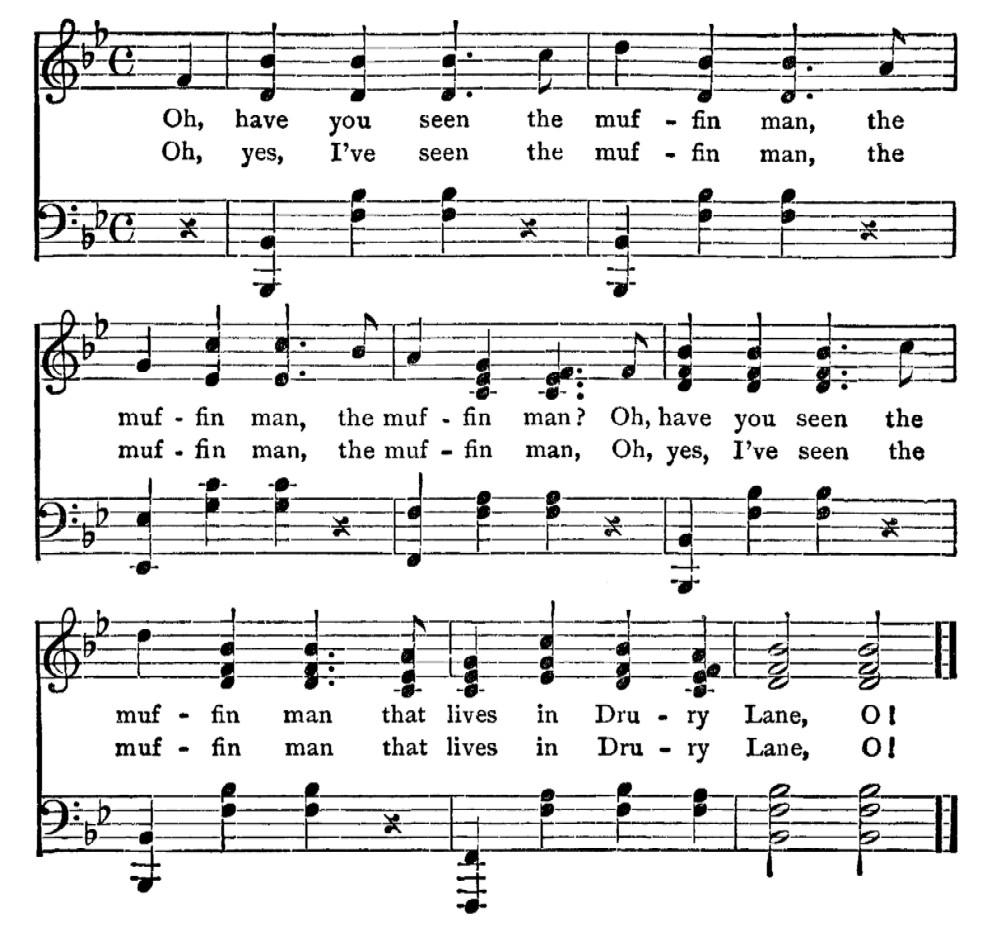 Oh, have you seen the muf - fin man, the
Oh, yes, I've seen the muf - fin man, the
muf - fin man, the muf - fin man? Oh, have you seen the
muf - fin man, the muf - fin man, Oh, yes, I've seen the
muf - fin man that lives in Dru - ry Lane, O!
muf - fin man that lives in Dru - ry Lane, O!